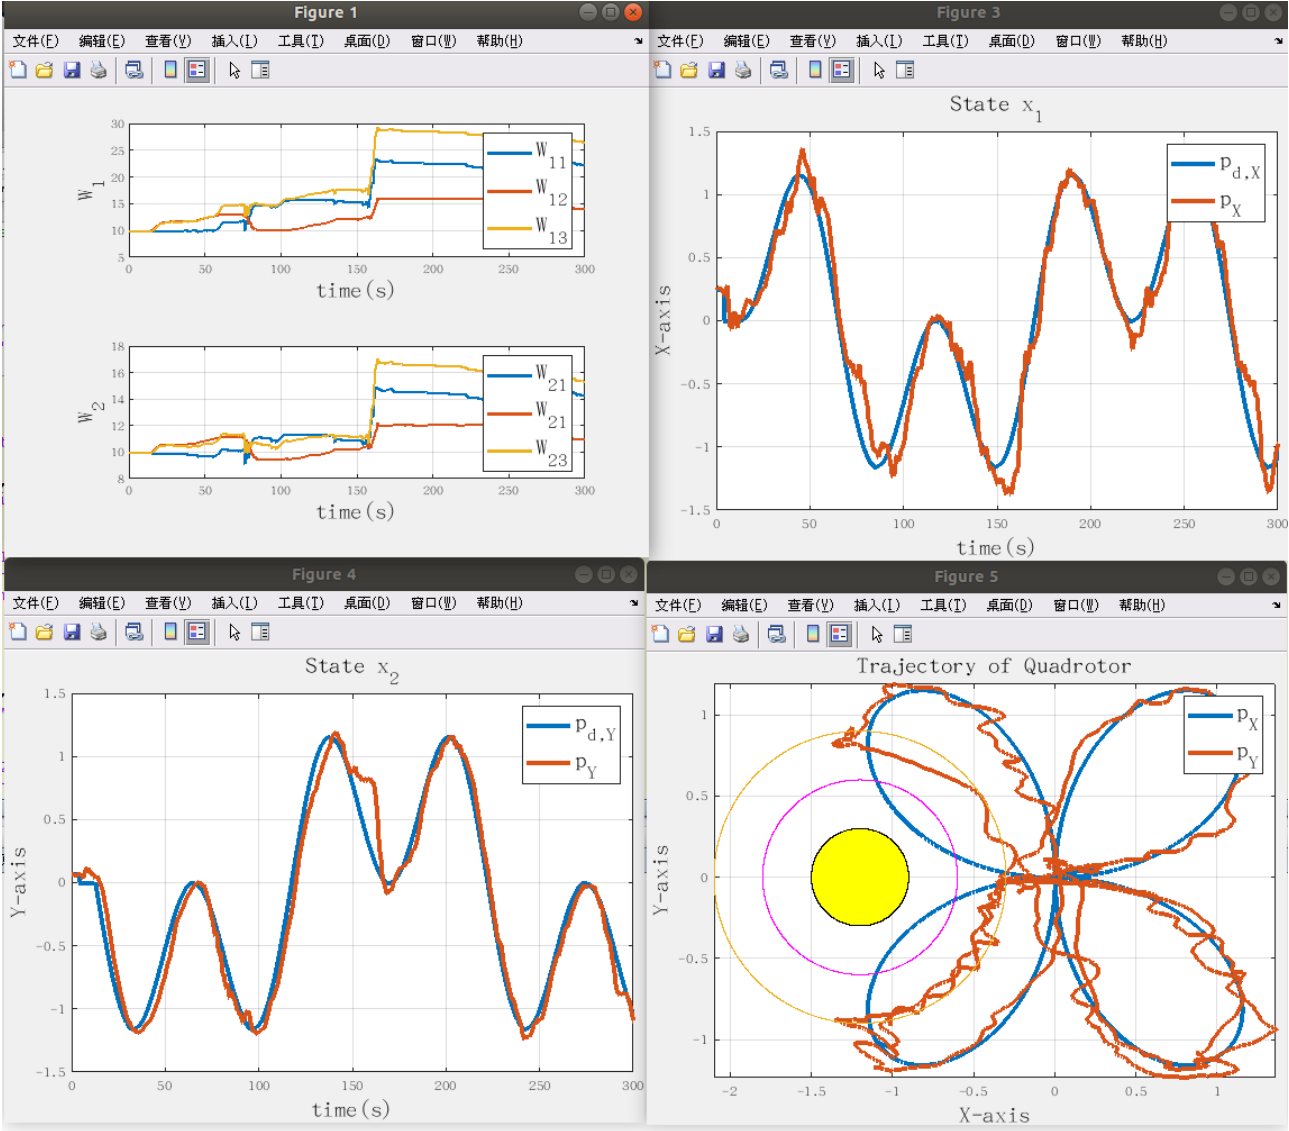 Figure 1
文件(F) 编辑(E) 查看(V) 插入(I) 工具(T) 桌面(D) 窗口(W) 帮助(H)
30
25
20
15
10
5
W1
W11
W12
W13
0 50 100 150 200 250 300
time(s)
18
16
14
12
10
8
W2
W21
W21
W23
0 50 100 150 200 250 300
time(s)
Figure 3
文件(F) 编辑(E) 查看(V) 插入(I) 工具(T) 桌面(D) 窗口(W) 帮助(H)
State x1
1.5
1
0.5
0
-0.5
-1
-1.5
X-axis
pd,X
pX
0 50 100 150 200 250 300
time(s)
Figure 4
文件(F) 编辑(E) 查看(V) 插入(I) 工具(T) 桌面(D) 窗口(W) 帮助(H)
State x2
1.5
1
0.5
0
-0.5
-1
-1.5
Y-axis
pd,Y
pY
0 50 100 150 200 250 300
time(s)
Figure 5
文件(F) 编辑(E) 查看(V) 插入(I) 工具(T) 桌面(D) 窗口(W) 帮助(H)
Trajectory of Quadrotor
1
0.5
0
-0.5
-1
Y-axis
pX
pY
-2 -1.5 -1 -0.5 0 0.5 1
X-axis